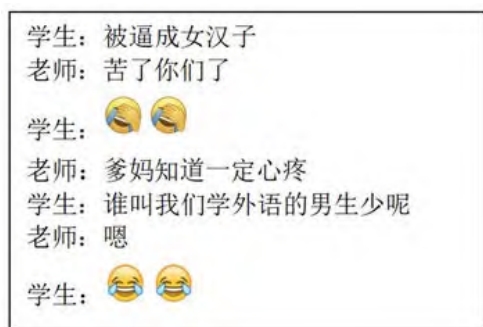 学生：被逼成女汉子
老师：苦了你们了
学生：🤦🤦
老师：爹妈知道一定心疼
学生：谁叫我们学外语的男生少呢
老师：嗯
学生：😂😂